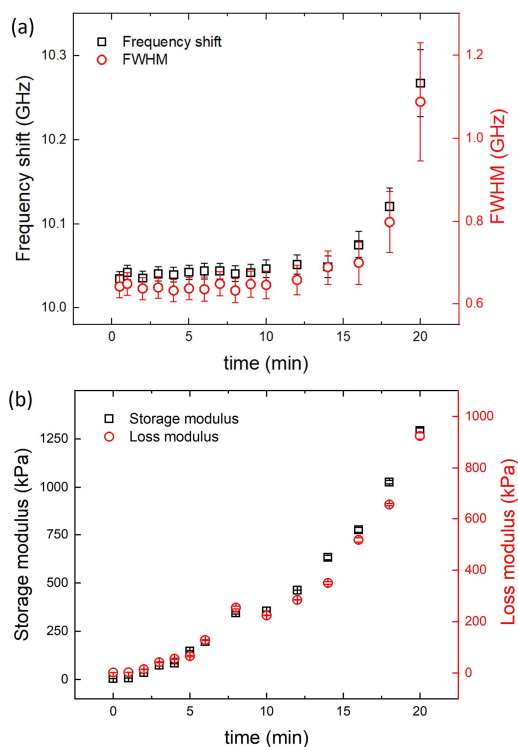 (a)
Frequency shift
FWHM
10.3
10.2
10.1
10.0
Frequency shift (GHz)
1.2
1.0
0.8
0.6
FWHM (GHz)
0 5 10 15 20
time (min)
(b)
Storage modulus
Loss modulus
1250
1000
750
500
250
0
Storage modulus (kPa)
1000
800
600
400
200
0
Loss modulus (kPa)
0 5 10 15 20
time (min)